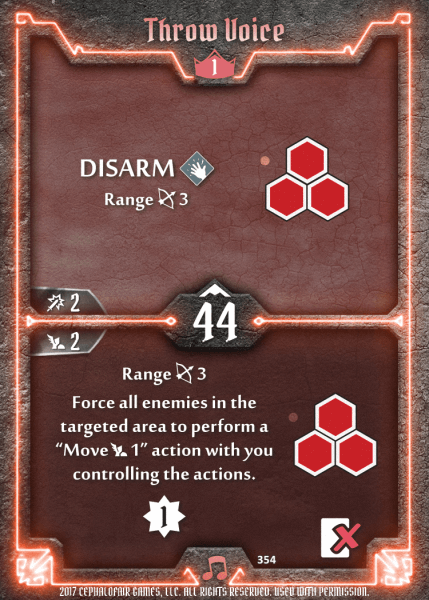 Throw Voice
1
DISARM
Range 3
2
44
2
Range 3
Force all enemies in the
targeted area to perform a
“Move 1” action with you
controlling the actions.
1
354
2017 CEPHALOFAIR GAMES, LLC. ALL RIGHTS RESERVED. USED WITH PERMISSION.